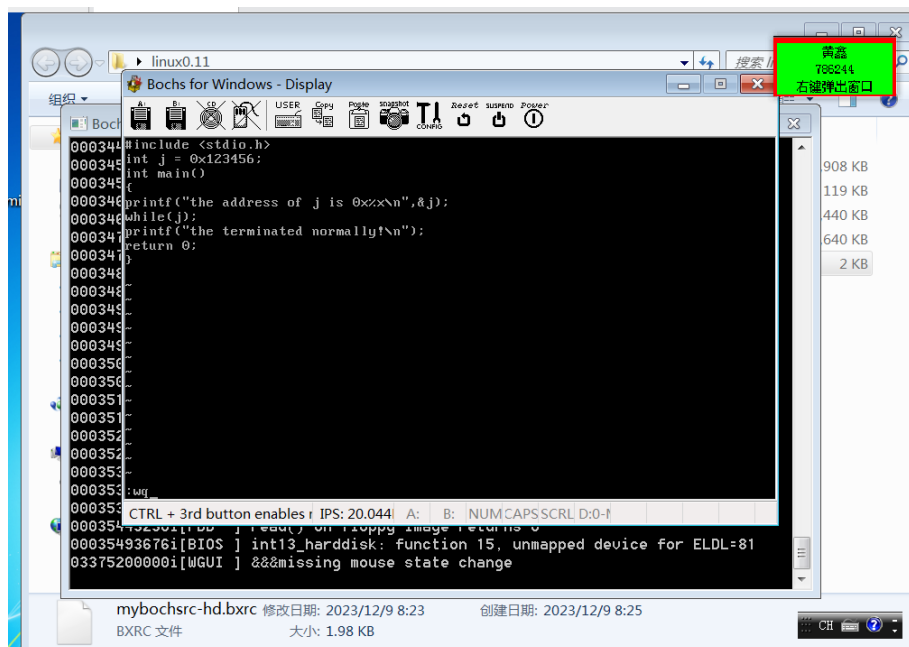 黄鑫
786244
右键弹出窗口
linux0.11
搜索
组织
Bochs for Windows - Display
USER Copy Paste snapshot Reset SUSPEND Power
CONFIG
Boch
#include <stdio.h>
int j = 0x123456;
int main()
{
printf("the address of j is 0x%x\n",&j);
while(j);
printf("the terminated normally!\n");
return 0;
}
~
~
~
~
~
~
~
~
~
~
~
:wq
908 KB
119 KB
440 KB
640 KB
2 KB
CTRL + 3rd button enables IPS: 20.044 A: B: NUM CAPS SCRL D:0-M
00035493676i[BIOS ] int13_harddisk: function 15, unmapped device for ELDL=81
03375200000i[WGUI ] &&&missing mouse state change
mybochsrc-hd.bxrc 修改日期: 2023/12/9 8:23 创建日期: 2023/12/9 8:25
BXRC 文件 大小: 1.98 KB
CH